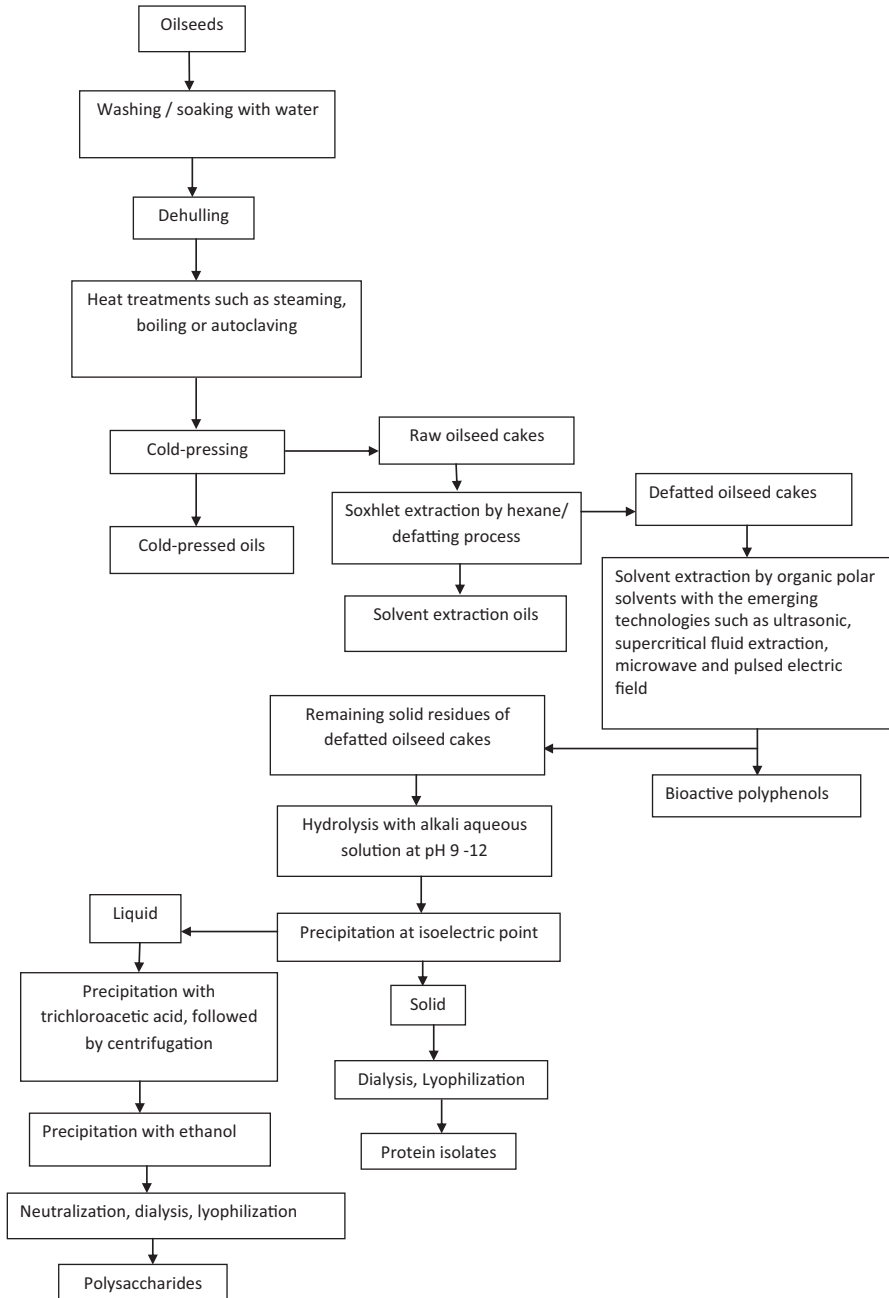 Oilseeds
Washing / soaking with water
Dehulling
Heat treatments such as steaming,
boiling or autoclaving
Cold-pressing
Raw oilseed cakes
Cold-pressed oils
Soxhlet extraction by hexane/
defatting process
Defatted oilseed cakes
Solvent extraction oils
Solvent extraction by organic polar
solvents with the emerging
technologies such as ultrasonic,
supercritical fluid extraction,
microwave and pulsed electric
field
Remaining solid residues of
defatted oilseed cakes
Bioactive polyphenols
Hydrolysis with alkali aqueous
solution at pH 9 -12
Precipitation at isoelectric point
Liquid
Solid
Precipitation with
trichloroacetic acid, followed
by centrifugation
Dialysis, Lyophilization
Precipitation with ethanol
Protein isolates
Neutralization, dialysis, lyophilization
Polysaccharides